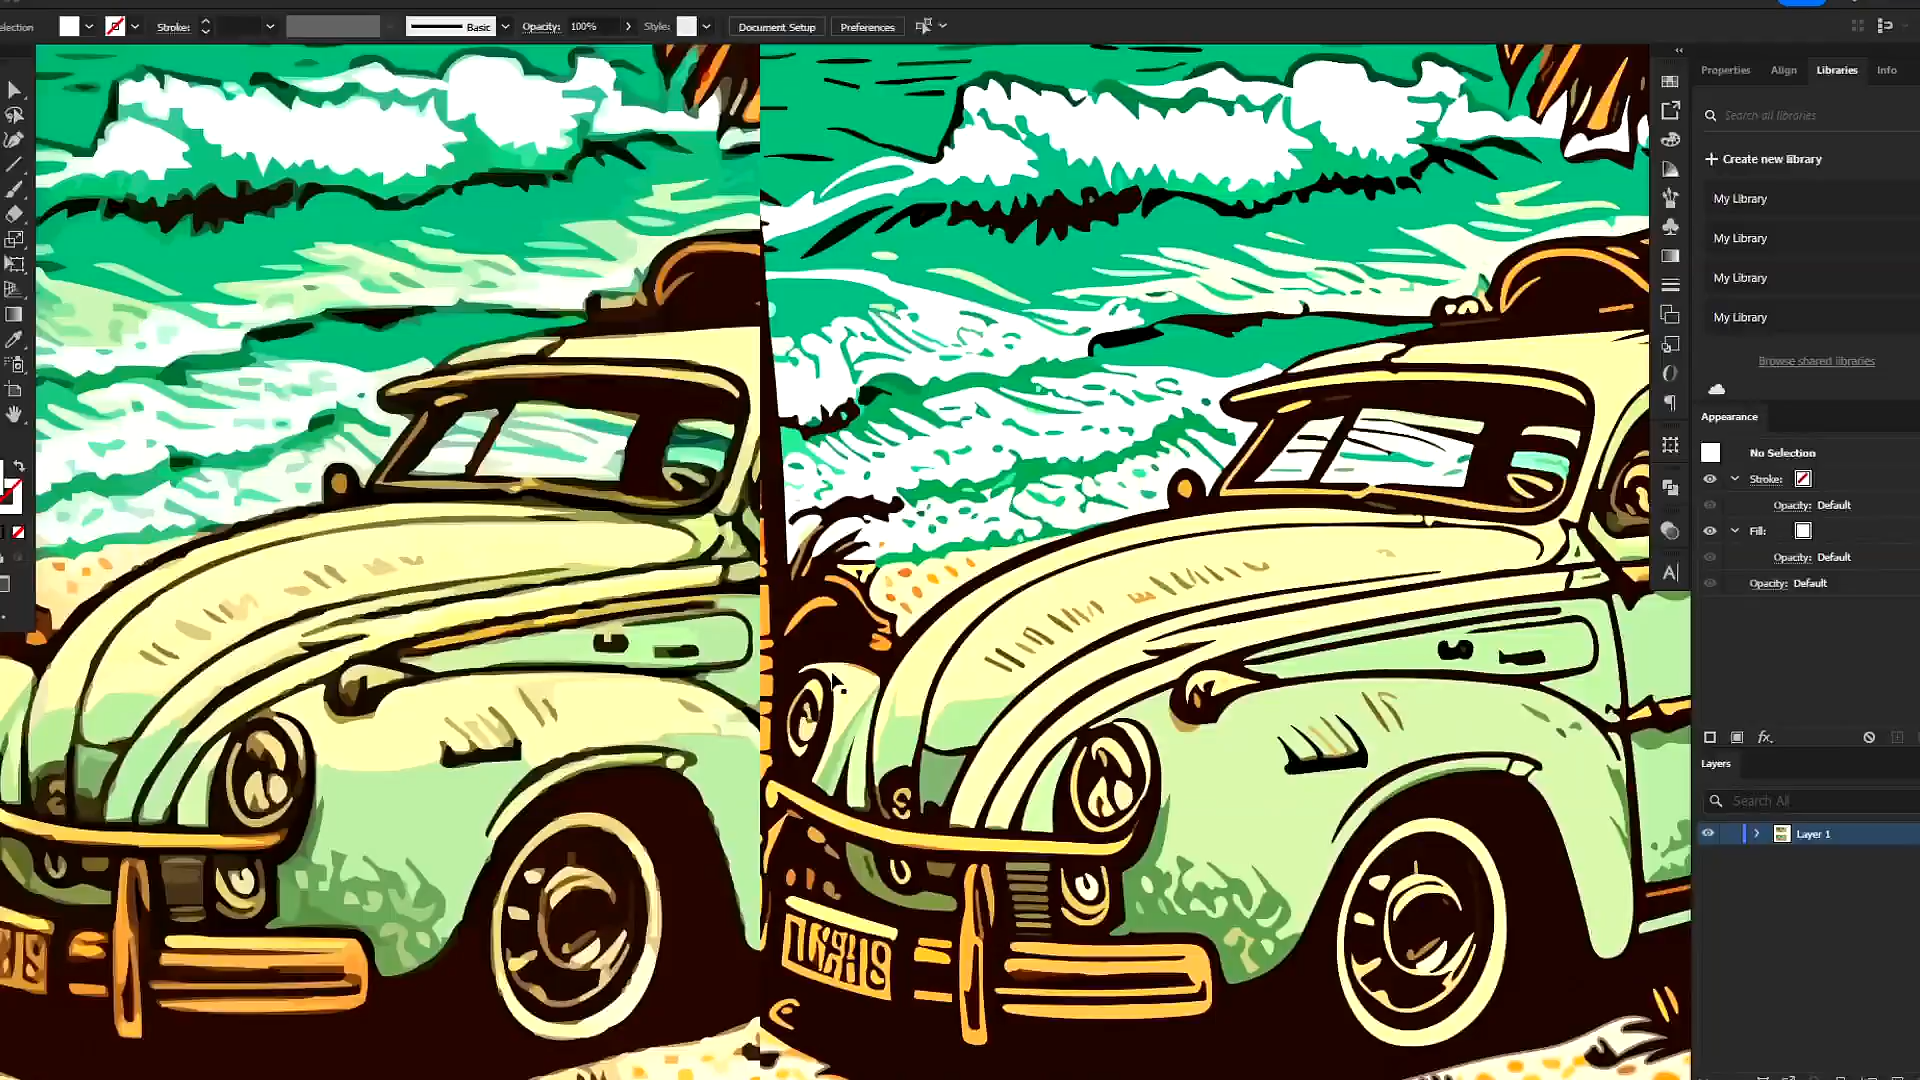 election
Stroke:
Basic
Opacity: 100%
Style:
Document Setup
Preferences
Properties Align Libraries Info
Search all libraries
Create new library
My Library
My Library
My Library
My Library
Browse shared libraries
Appearance
No Selection
Stroke:
Opacity: Default
Fill:
Opacity: Default
Opacity: Default
fx
Layers
Search All
Layer 1